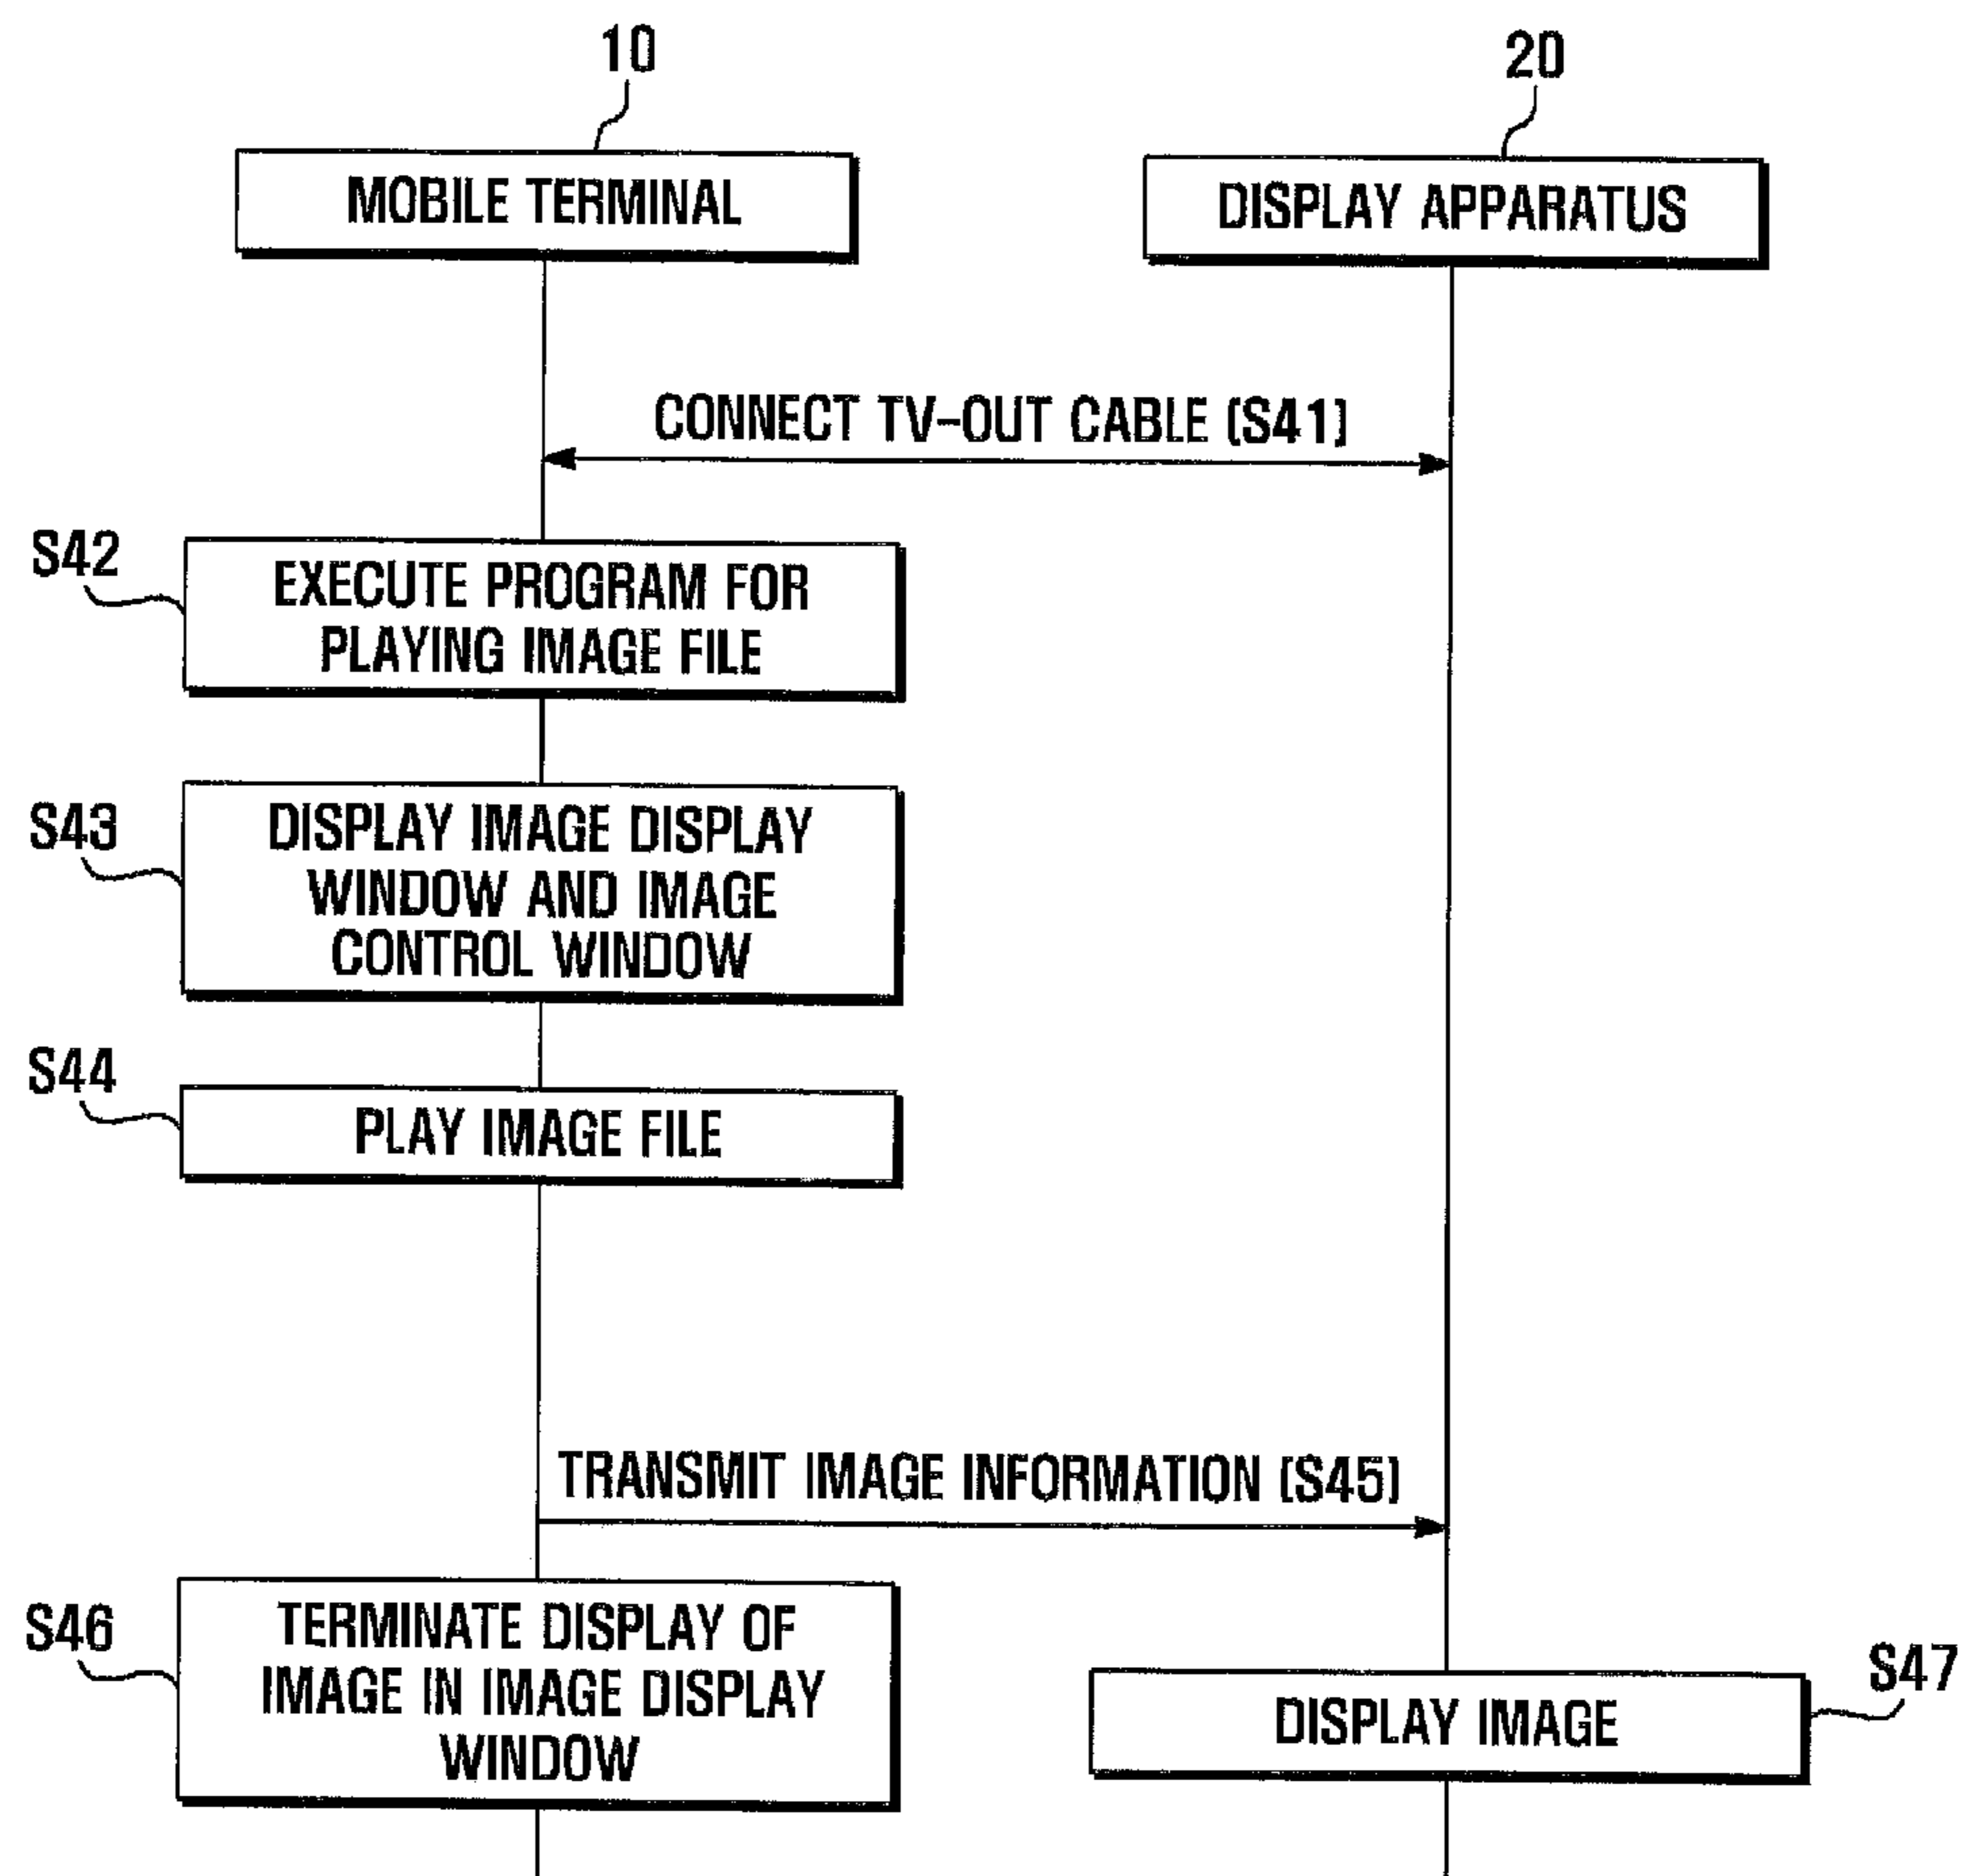 10
20
MOBILE TERMINAL
DISPLAY APPARATUS
CONNECT TV-OUT CABLE (S41)
S42
EXECUTE PROGRAM FOR
PLAYING IMAGE FILE
S43
DISPLAY IMAGE DISPLAY
WINDOW AND IMAGE
CONTROL WINDOW
S44
PLAY IMAGE FILE
TRANSMIT IMAGE INFORMATION (S45)
S46
TERMINATE DISPLAY OF
IMAGE IN IMAGE DISPLAY
WINDOW
S47
DISPLAY IMAGE